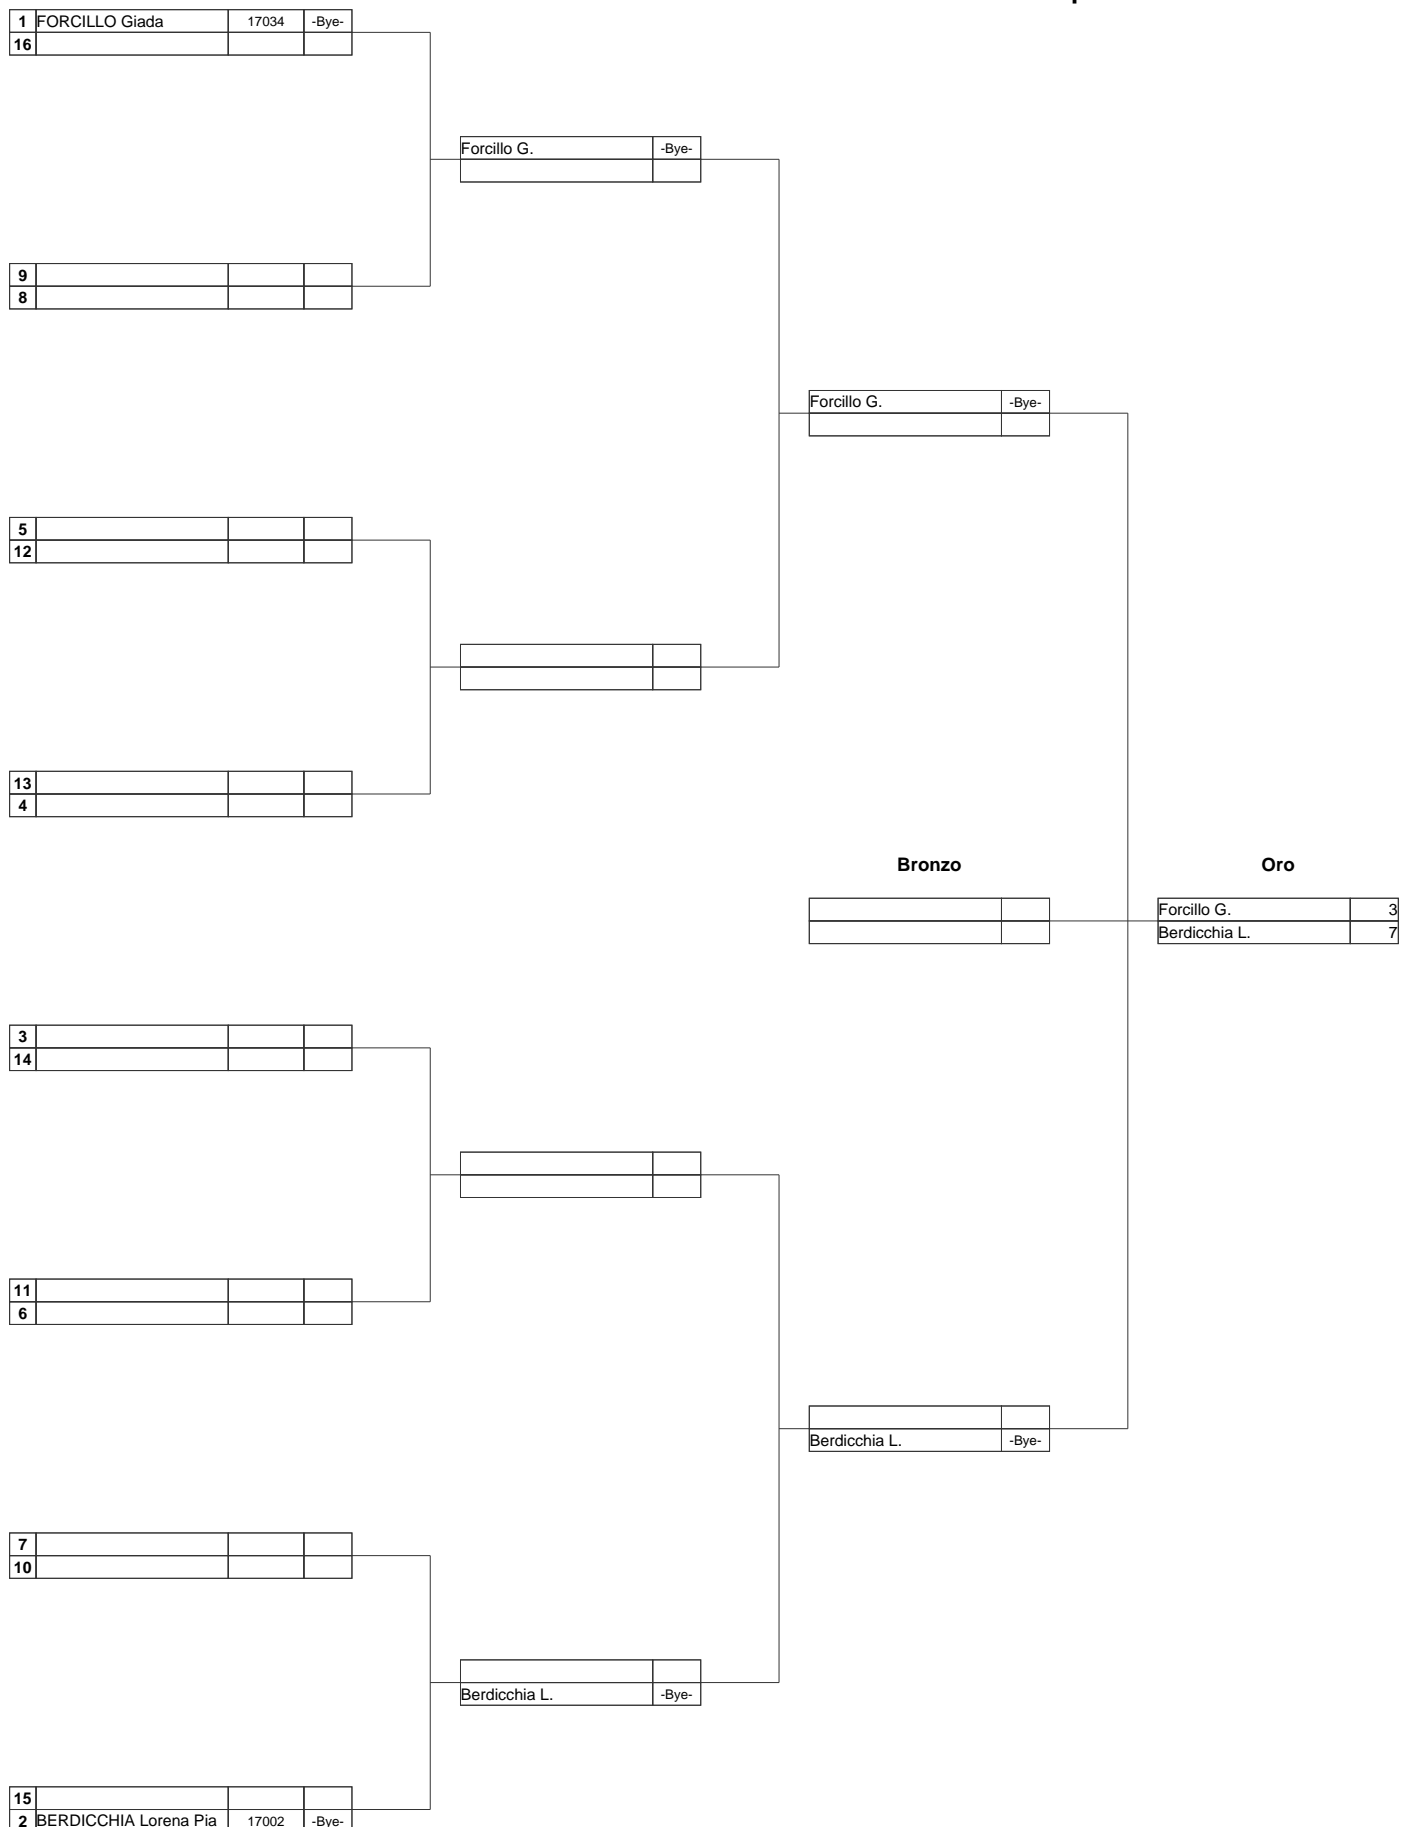 1 FORCILLO Giada 17034 -Bye-
16
Forcillo G. -Bye-
9
8
Forcillo G. -Bye-
5
12
13
4
Bronzo Oro
Forcillo G. 3
Berdicchia L. 7
3
14
11
6
Berdicchia L. -Bye-
7
10
Berdicchia L. -Bye-
15
2 BERDICCHIA Lorena Pia 17002 -Bye-